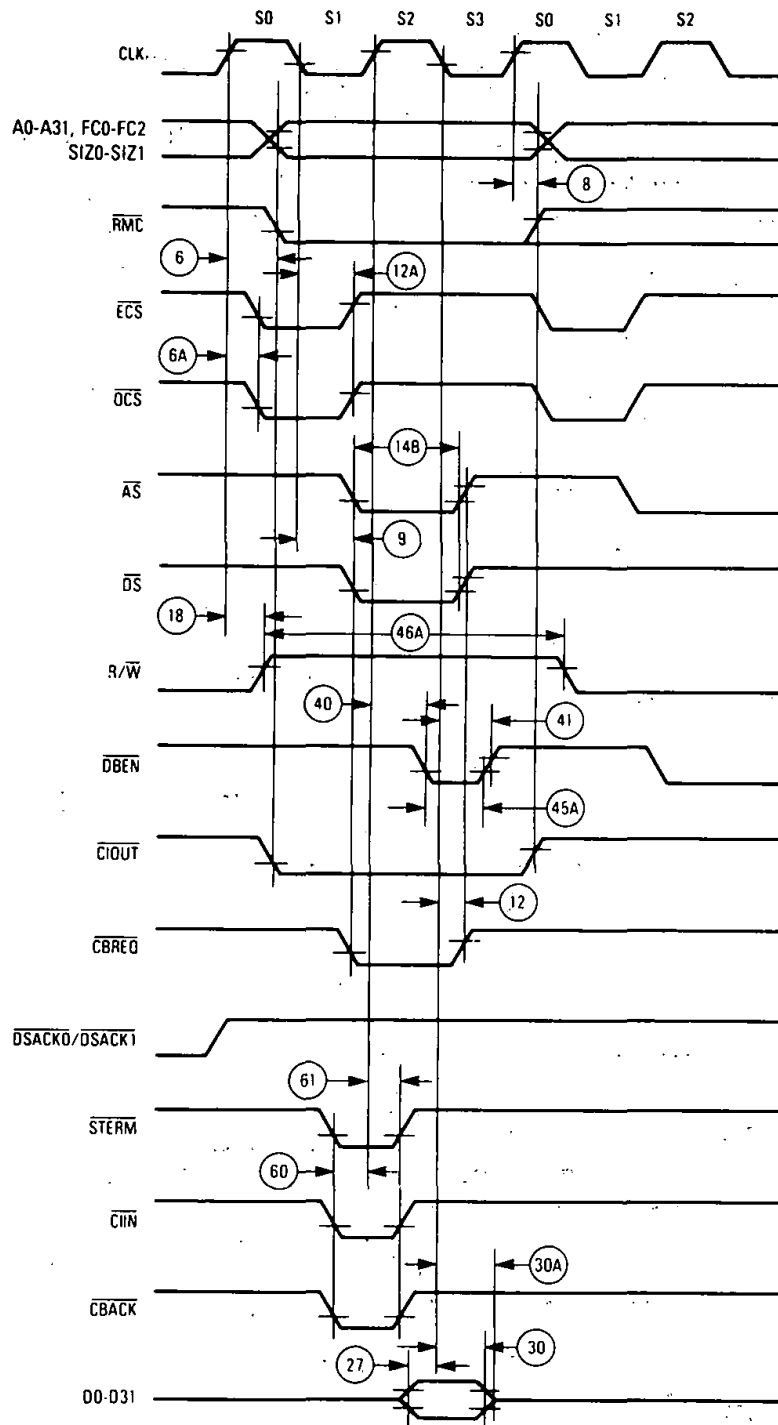 S0 S1 S2 S3 S0 S1 S2
CLK
A0-A31, FC0-FC2
SIZ0-SIZ1
8
RMC
6
12A
ECS
6A
OCS
14B
AS
9
DS
18
46A
R/W
40
41
DBEN
45A
CIOUT
12
CBREQ
DSACK0/DSACK1
61
STERM
60
CIIN
30A
CBACK
30
27
D0-D31